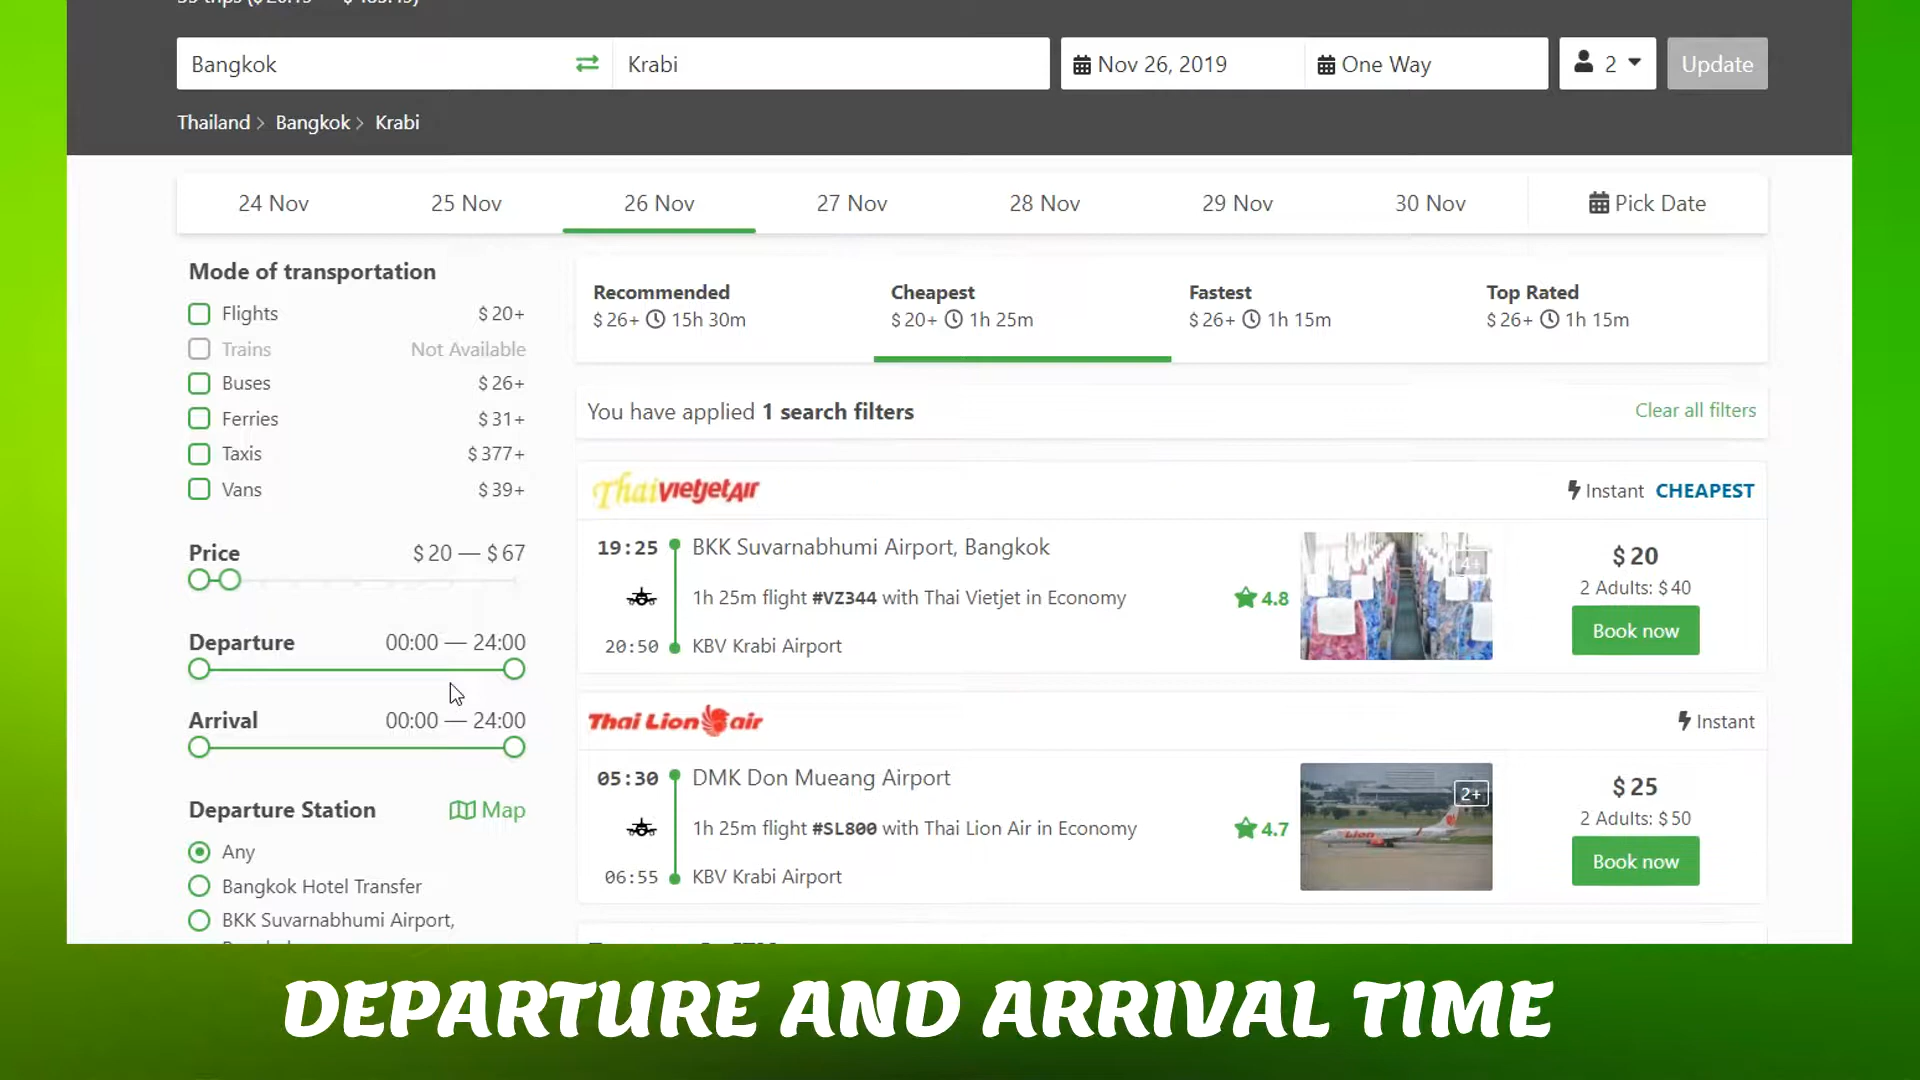 Bangkok
Krabi
Nov 26, 2019
One Way
2
Update
Thailand > Bangkok > Krabi
24 Nov
25 Nov
26 Nov
27 Nov
28 Nov
29 Nov
30 Nov
Pick Date
Mode of transportation
Flights $ 20+
Trains Not Available
Buses $ 26+
Ferries $ 31+
Taxis $ 377+
Vans $ 39+
Price $ 20 — $ 67
Departure 00:00 — 24:00
Arrival 00:00 — 24:00
Departure Station Map
Any
Bangkok Hotel Transfer
BKK Suvarnabhumi Airport,
Recommended
$ 26+ 15h 30m
Cheapest
$ 20+ 1h 25m
Fastest
$ 26+ 1h 15m
Top Rated
$ 26+ 1h 15m
You have applied 1 search filters
Clear all filters
Thai vietjetAir
Instant CHEAPEST
19:25 BKK Suvarnabhumi Airport, Bangkok
1h 25m flight #VZ344 with Thai Vietjet in Economy
20:50 KBV Krabi Airport
4.8
4+
$ 20
2 Adults: $ 40
Book now
Thai Lion air
Instant
05:30 DMK Don Mueang Airport
1h 25m flight #SL800 with Thai Lion Air in Economy
06:55 KBV Krabi Airport
4.7
2+
Lion
$ 25
2 Adults: $ 50
Book now
DEPARTURE AND ARRIVAL TIME